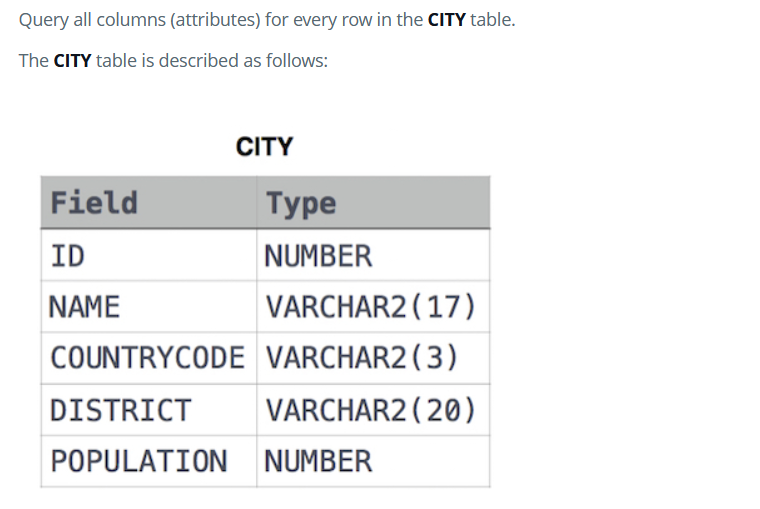 Query all columns (attributes) for every row in the CITY table.
The CITY table is described as follows:
CITY
Field Type
ID NUMBER
NAME VARCHAR2(17)
COUNTRYCODE VARCHAR2(3)
DISTRICT VARCHAR2(20)
POPULATION NUMBER